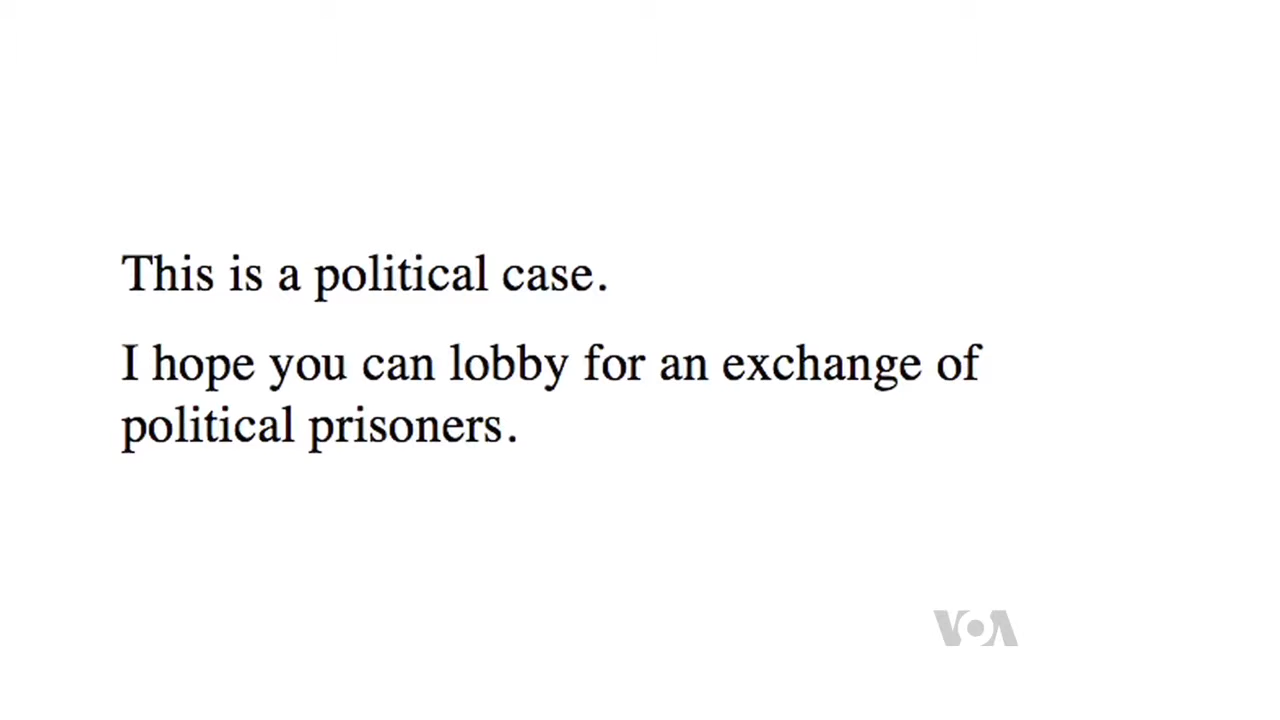 This is a political case.
I hope you can lobby for an exchange of
political prisoners.
VOA